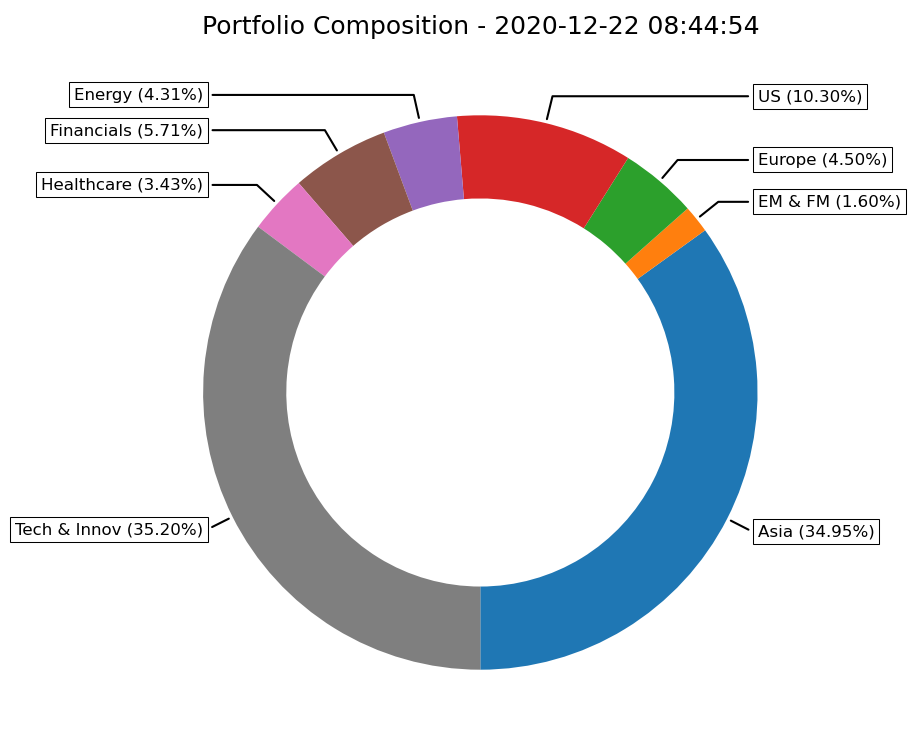 Portfolio Composition - 2020-12-22 08:44:54
Energy (4.31%)
US (10.30%)
Financials (5.71%)
Europe (4.50%)
Healthcare (3.43%)
EM & FM (1.60%)
Tech & Innov (35.20%)
Asia (34.95%)